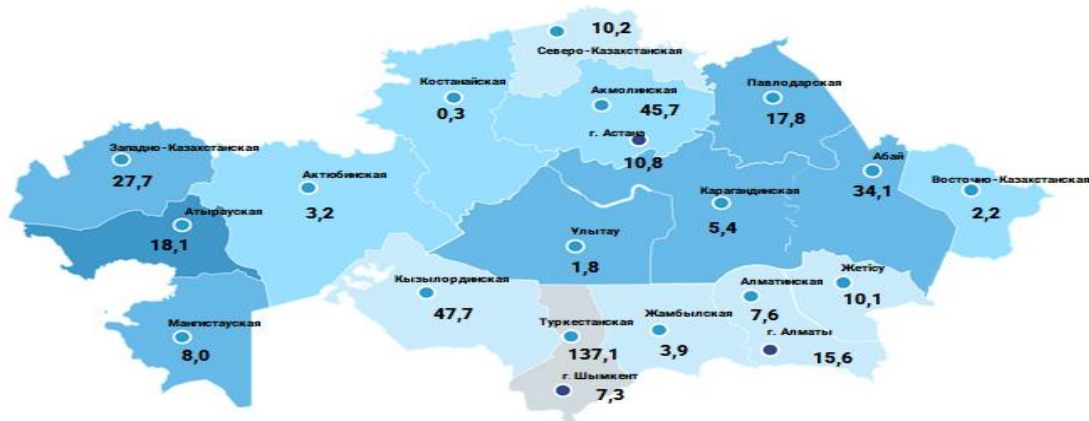 10,2
Северо-Казахстанская
Костанайская
0,3
Акмолинская
45,7
Павлодарская
17,8
г. Астана
10,8
Западно-Казахстанская
27,7
Актюбинская
3,2
Абай
34,1
Восточно-Казахстанская
2,2
Карагандинская
5,4
Атырауская
18,1
Ұлытау
1,8
Кызылординская
47,7
Алматинская
7,6
Жетісу
10,1
Мангистауская
8,0
Туркестанская
137,1
Жамбылская
3,9
г. Алматы
15,6
г. Шымкент
7,3